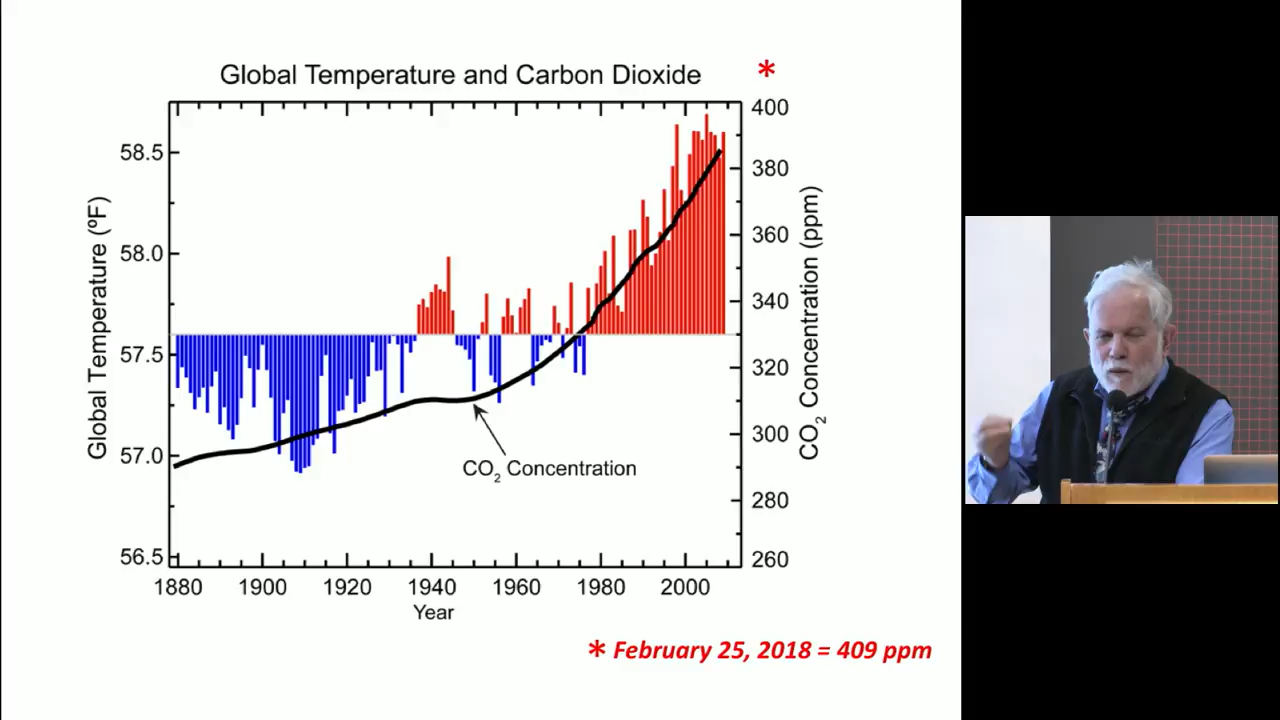 Global Temperature and Carbon Dioxide *
Global Temperature (ºF)
58.5
58.0
57.5
57.0
56.5
400
380
360
340
320
300
280
260
CO2 Concentration (ppm)
CO2 Concentration
1880 1900 1920 1940 1960 1980 2000
Year
* February 25, 2018 = 409 ppm